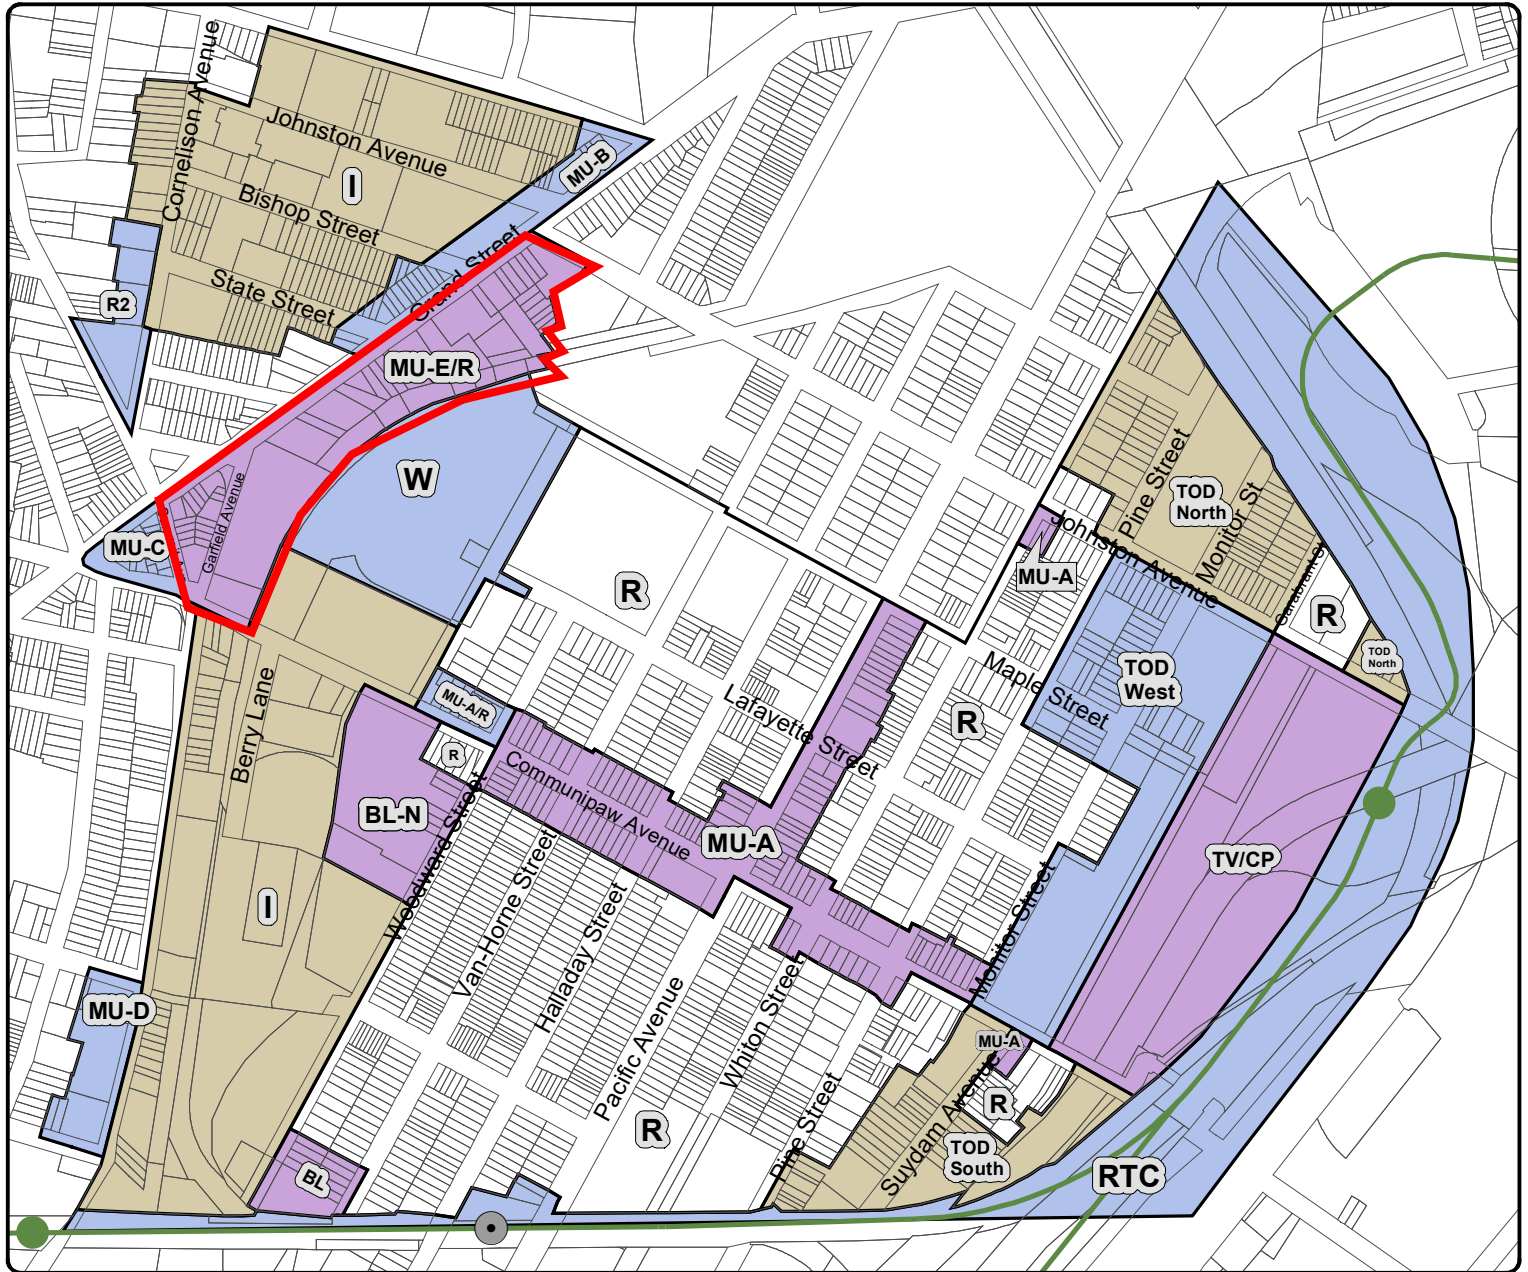 Cornelison Avenue
Johnston Avenue
MU-B
I
Bishop Street
Grand Street
State Street
R2
MU-E/R
W
MU-C
Garfield Avenue
Pine Street
TOD
North
Monitor St
Johnston Avenue
MU-A
Garabrant St
R
R
TOD
North
Maple Street
TOD
West
Berry Lane
MU-A/R
Lafayette Street
R
R
Communipaw Avenue
BL-N
Woodward Street
MU-A
TV/CP
Van-Horne Street
Halladay Street
I
Monitor Street
MU-D
Pacific Avenue
Whiton Street
MU-A
Pine Street
Suydam Avenue
R
R
TOD
South
BL
RTC